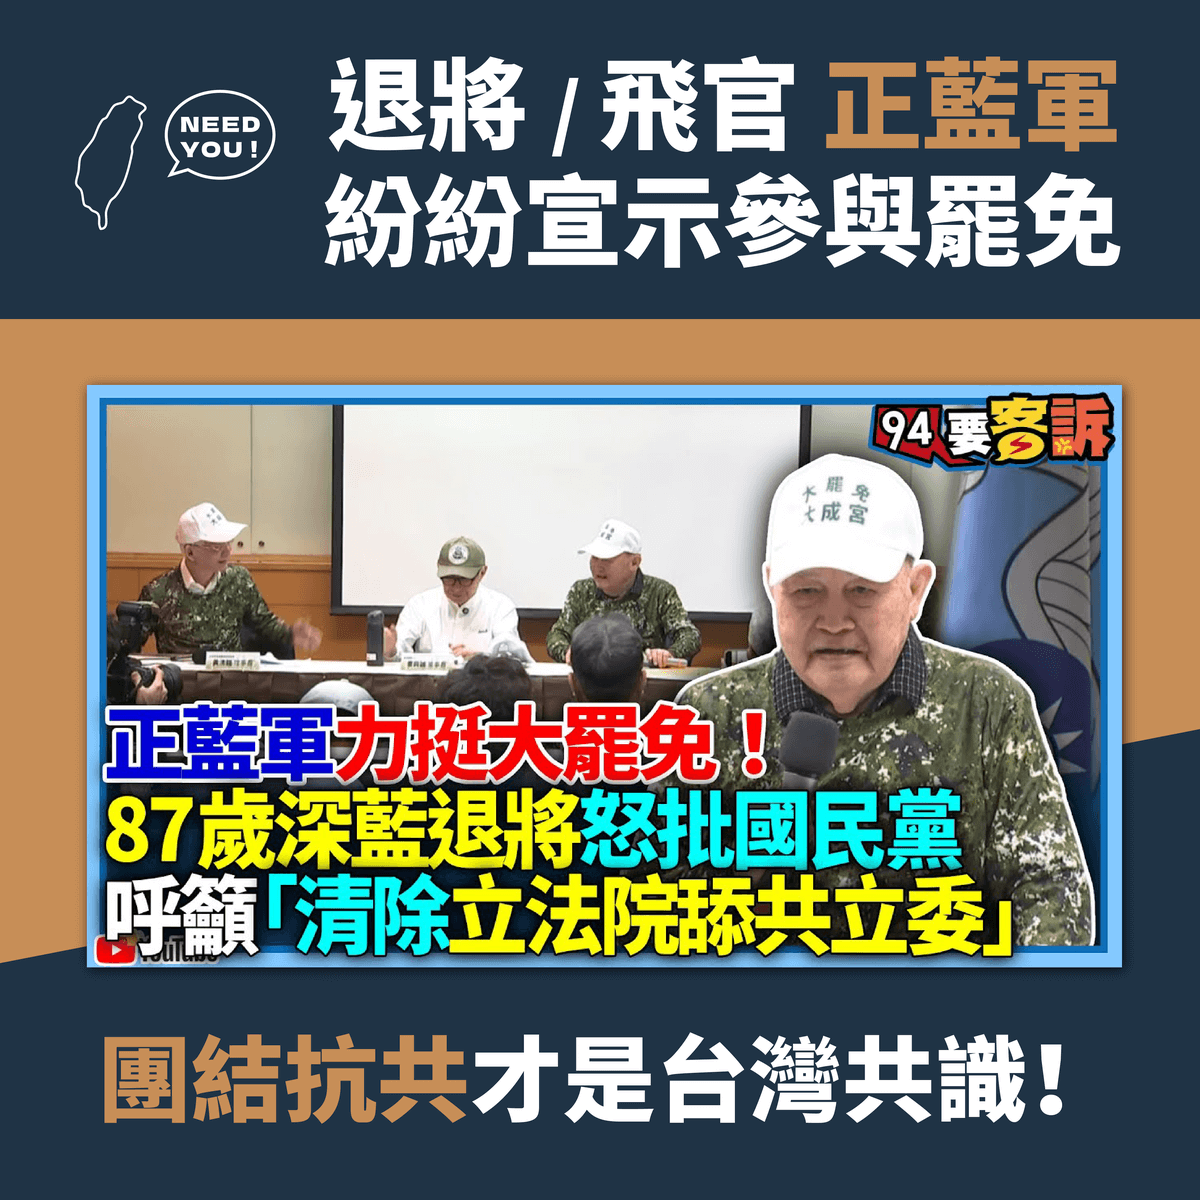 NEED
YOU!
退將 / 飛官 正藍軍
紛紛宣示參與罷免
94要客訴
大罷免
大成宮
正藍軍力挺大罷免！
87歲深藍退將怒批國民黨
呼籲「清除立法院舔共立委」
YouTube
團結抗共才是台灣共識!